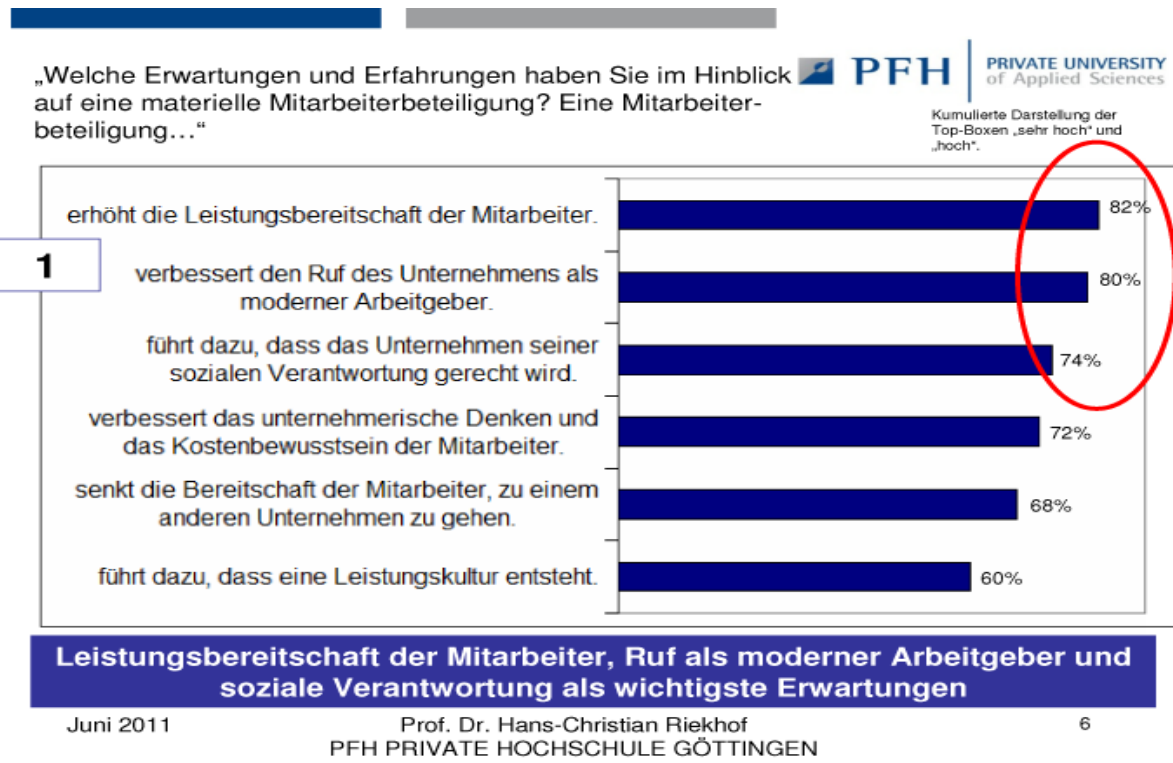 „Welche Erwartungen und Erfahrungen haben Sie im Hinblick
auf eine materielle Mitarbeiterbeteiligung? Eine Mitarbeiter-
beteiligung…“
PFH
PRIVATE UNIVERSITY
of Applied Sciences
Kumulierte Darstellung der
Top-Boxen „sehr hoch“ und
„hoch“.
erhöht die Leistungsbereitschaft der Mitarbeiter.
82%
1
verbessert den Ruf des Unternehmens als
moderner Arbeitgeber.
80%
führt dazu, dass das Unternehmen seiner
sozialen Verantwortung gerecht wird.
74%
verbessert das unternehmerische Denken und
das Kostenbewusstsein der Mitarbeiter.
72%
senkt die Bereitschaft der Mitarbeiter, zu einem
anderen Unternehmen zu gehen.
68%
führt dazu, dass eine Leistungskultur entsteht.
60%
Leistungsbereitschaft der Mitarbeiter, Ruf als moderner Arbeitgeber und
soziale Verantwortung als wichtigste Erwartungen
Juni 2011
Prof. Dr. Hans-Christian Riekhof
PFH PRIVATE HOCHSCHULE GÖTTINGEN
6